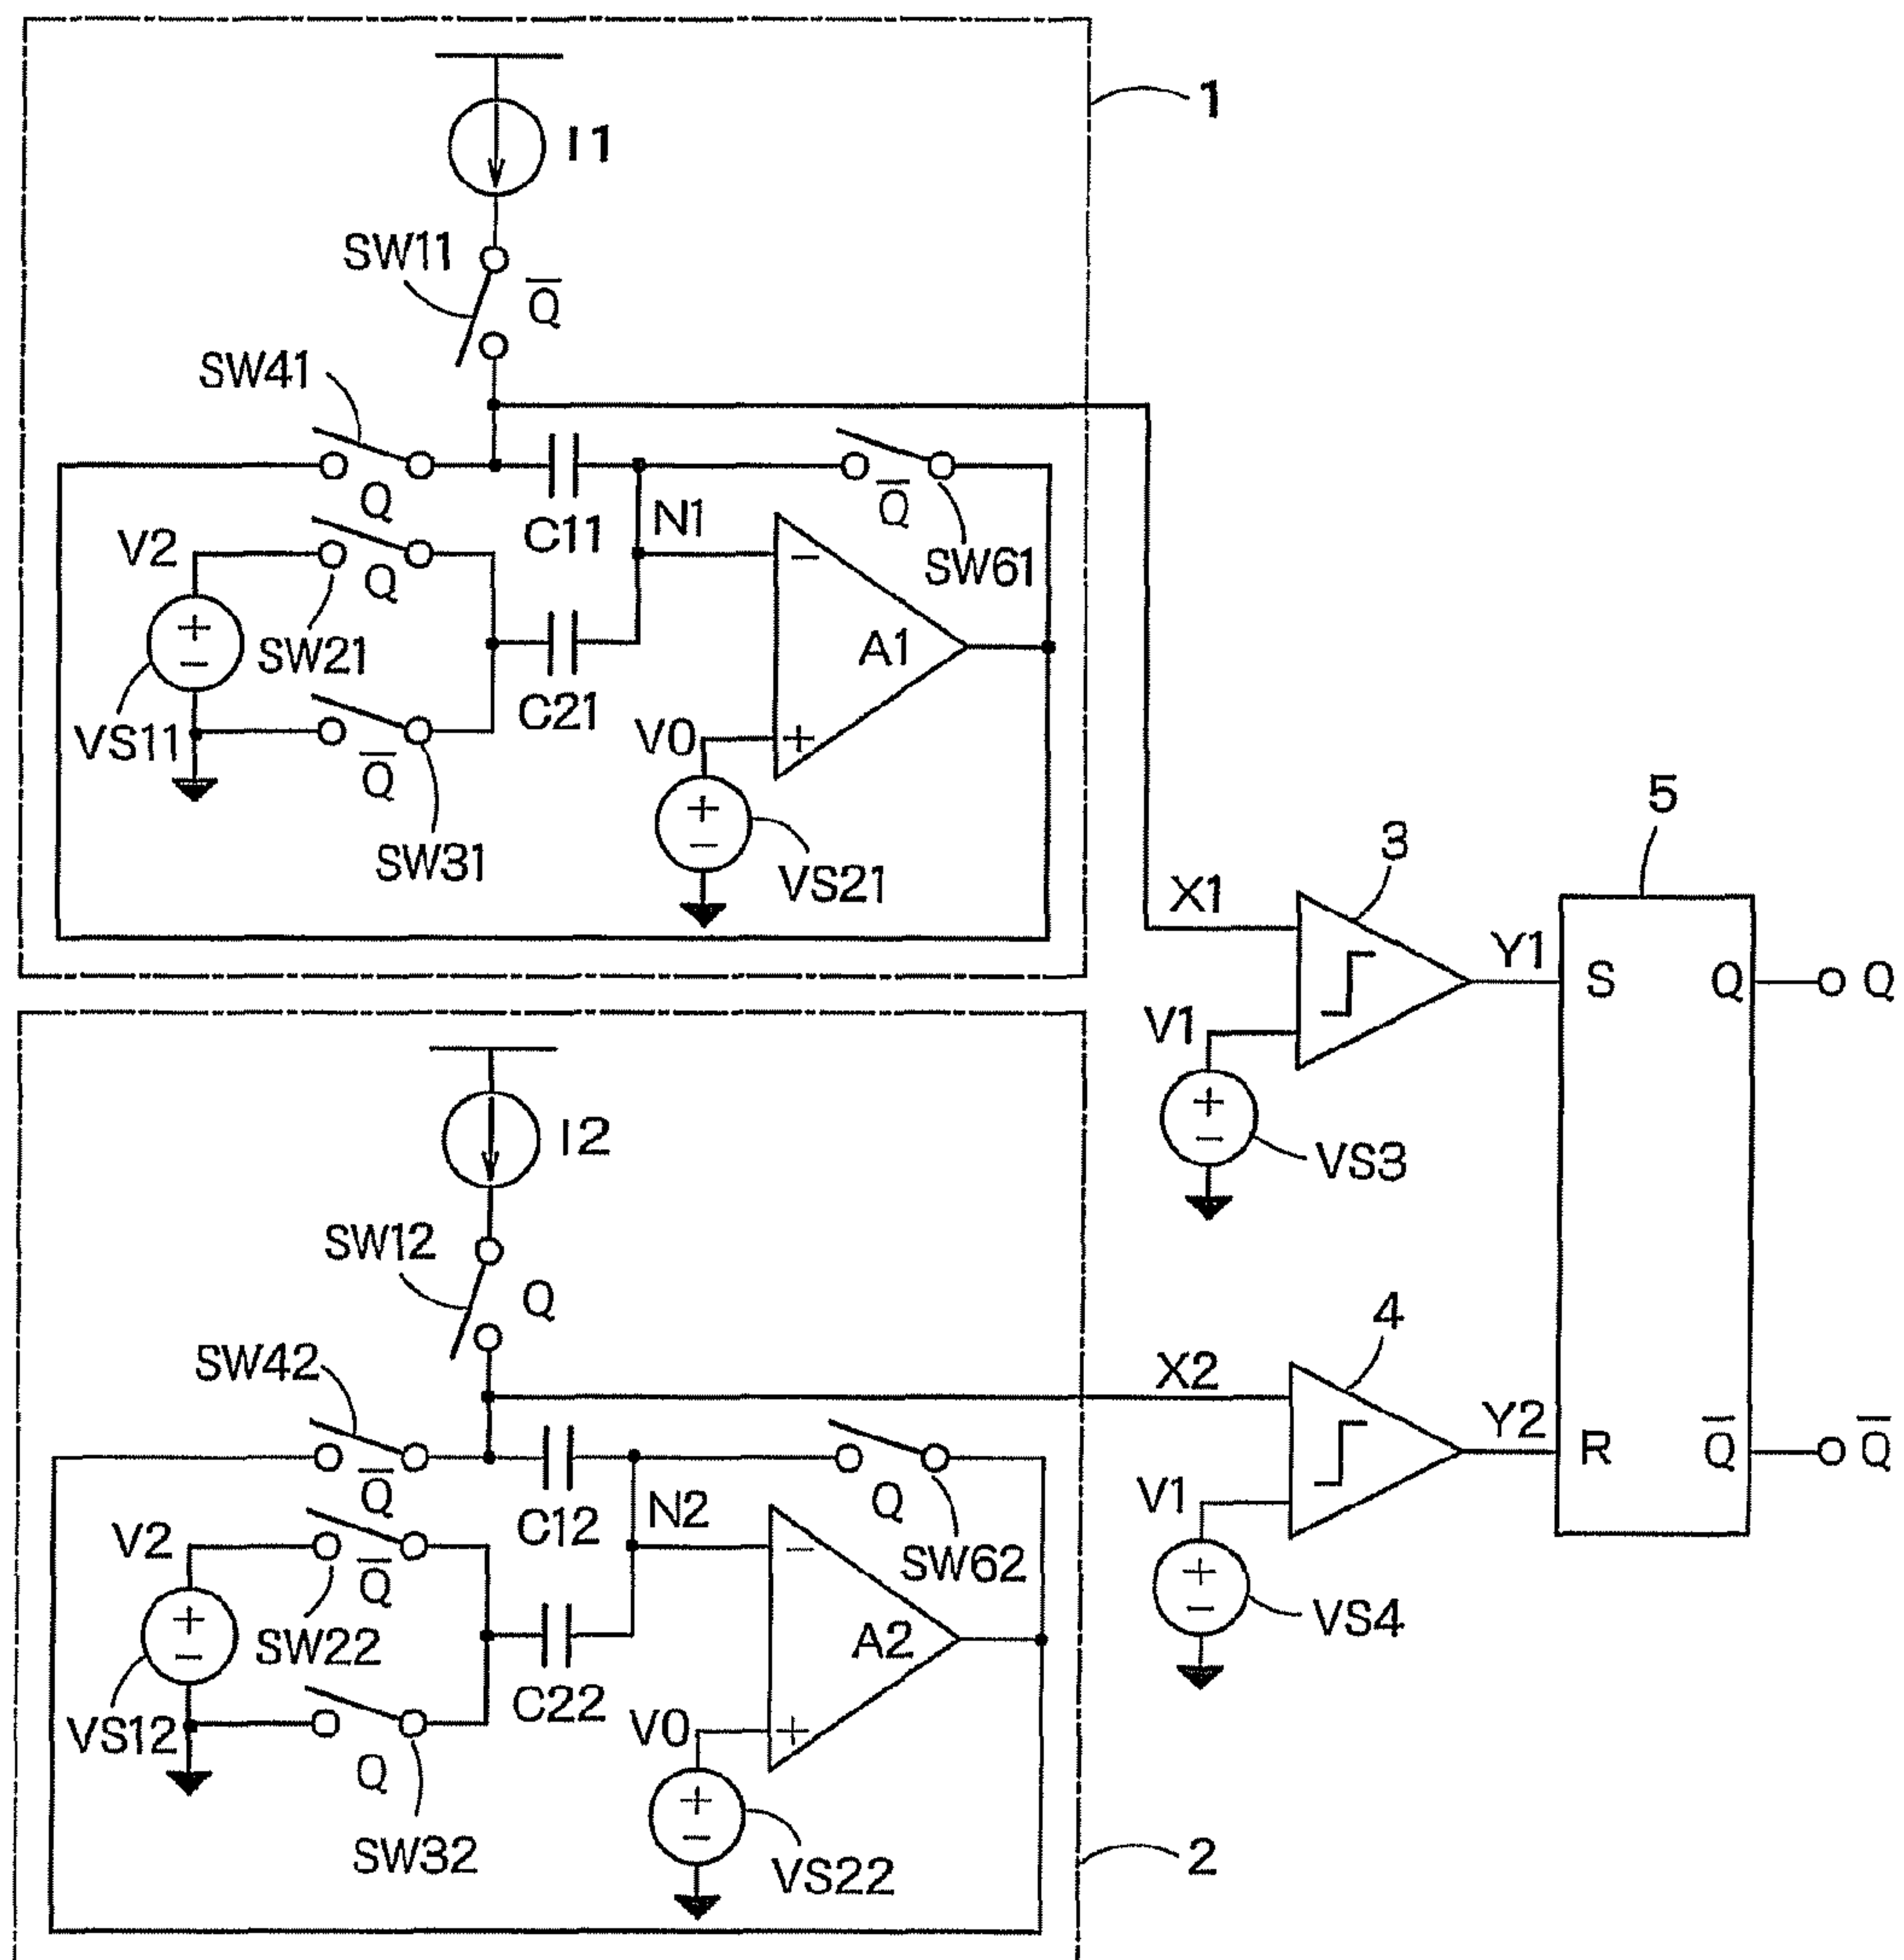 1
I1
SW11
Q̅
SW41
Q
C11
N1
Q̅
SW61
V2
Q
−
+
−
SW21
A1
VS11
C21
V0
+
Q̅
SW31
+
−
VS21
5
3
X1
Y1
S
Q
Q
V1
+
−
VS3
I2
SW12
Q
4
SW42
X2
Q̅
C12
N2
Q
SW62
Y2
R
Q̅
Q̅
V1
V2
Q̅
−
+
−
SW22
A2
+
−
VS4
VS12
C22
V0
+
Q
SW32
+
−
VS22
2